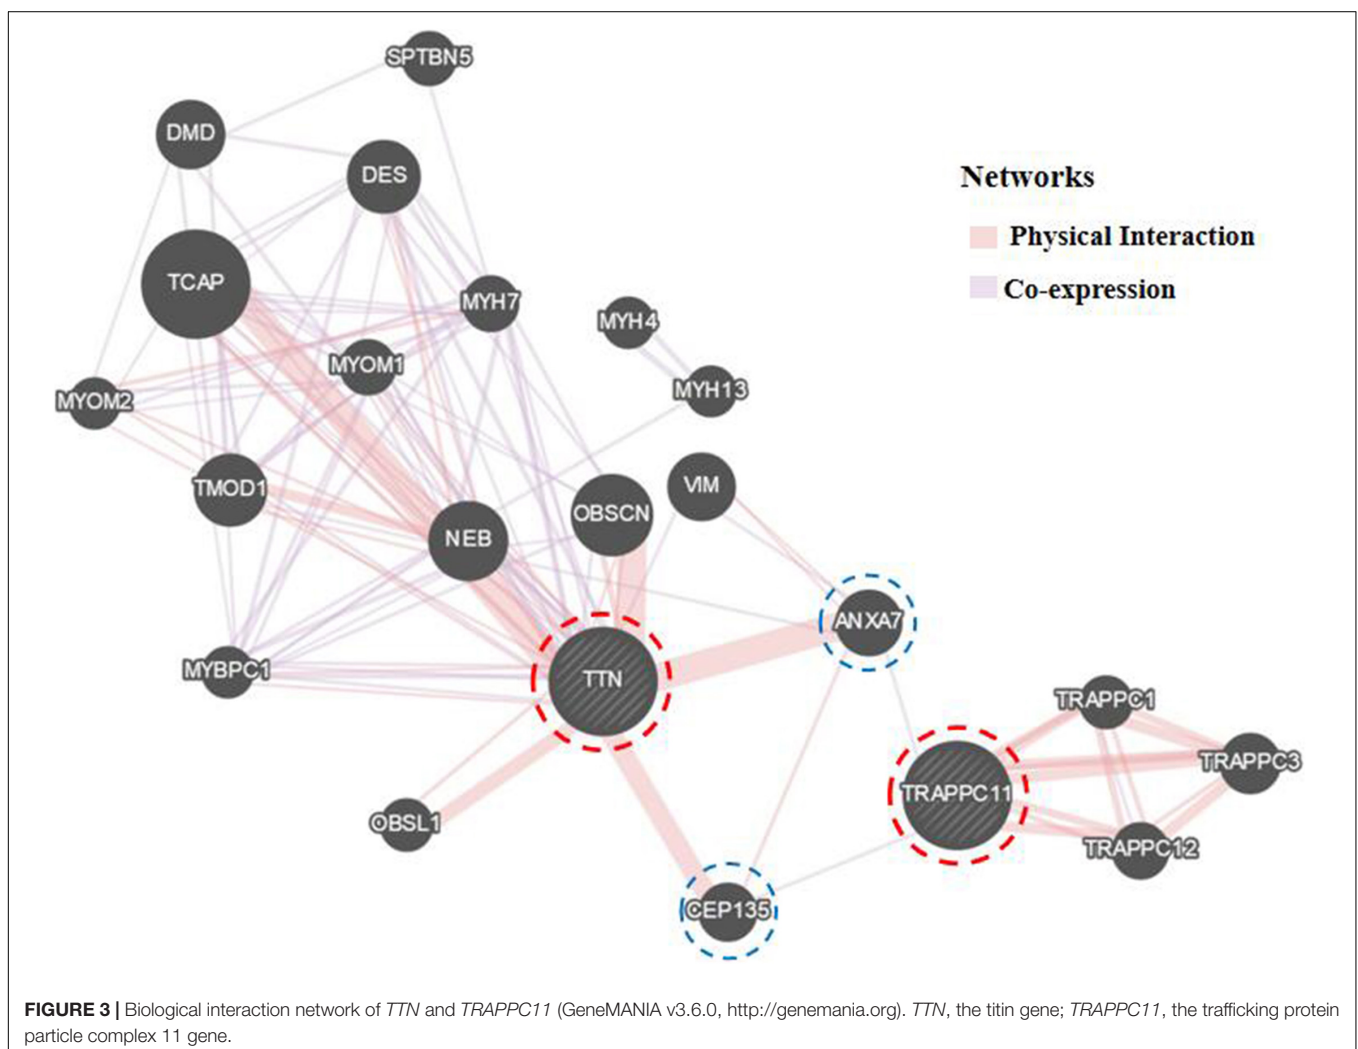 SPTBN5
DMD
DES
Networks
Physical Interaction
TCAP
Co-expression
MYH7
MYH4
MYOM1
MYH13
MYOM2
VIM
TMOD1
OBSCN
NEB
ANXA7
MYBPC1
TTN
TRAPPC1
TRAPPC3
TRAPPC11
OBSL1
TRAPPC12
CEP135
FIGURE 3 | Biological interaction network of TTN and TRAPPC11 (GeneMANIA v3.6.0, http://genemania.org). TTN, the titin gene; TRAPPC11, the trafficking protein
particle complex 11 gene.